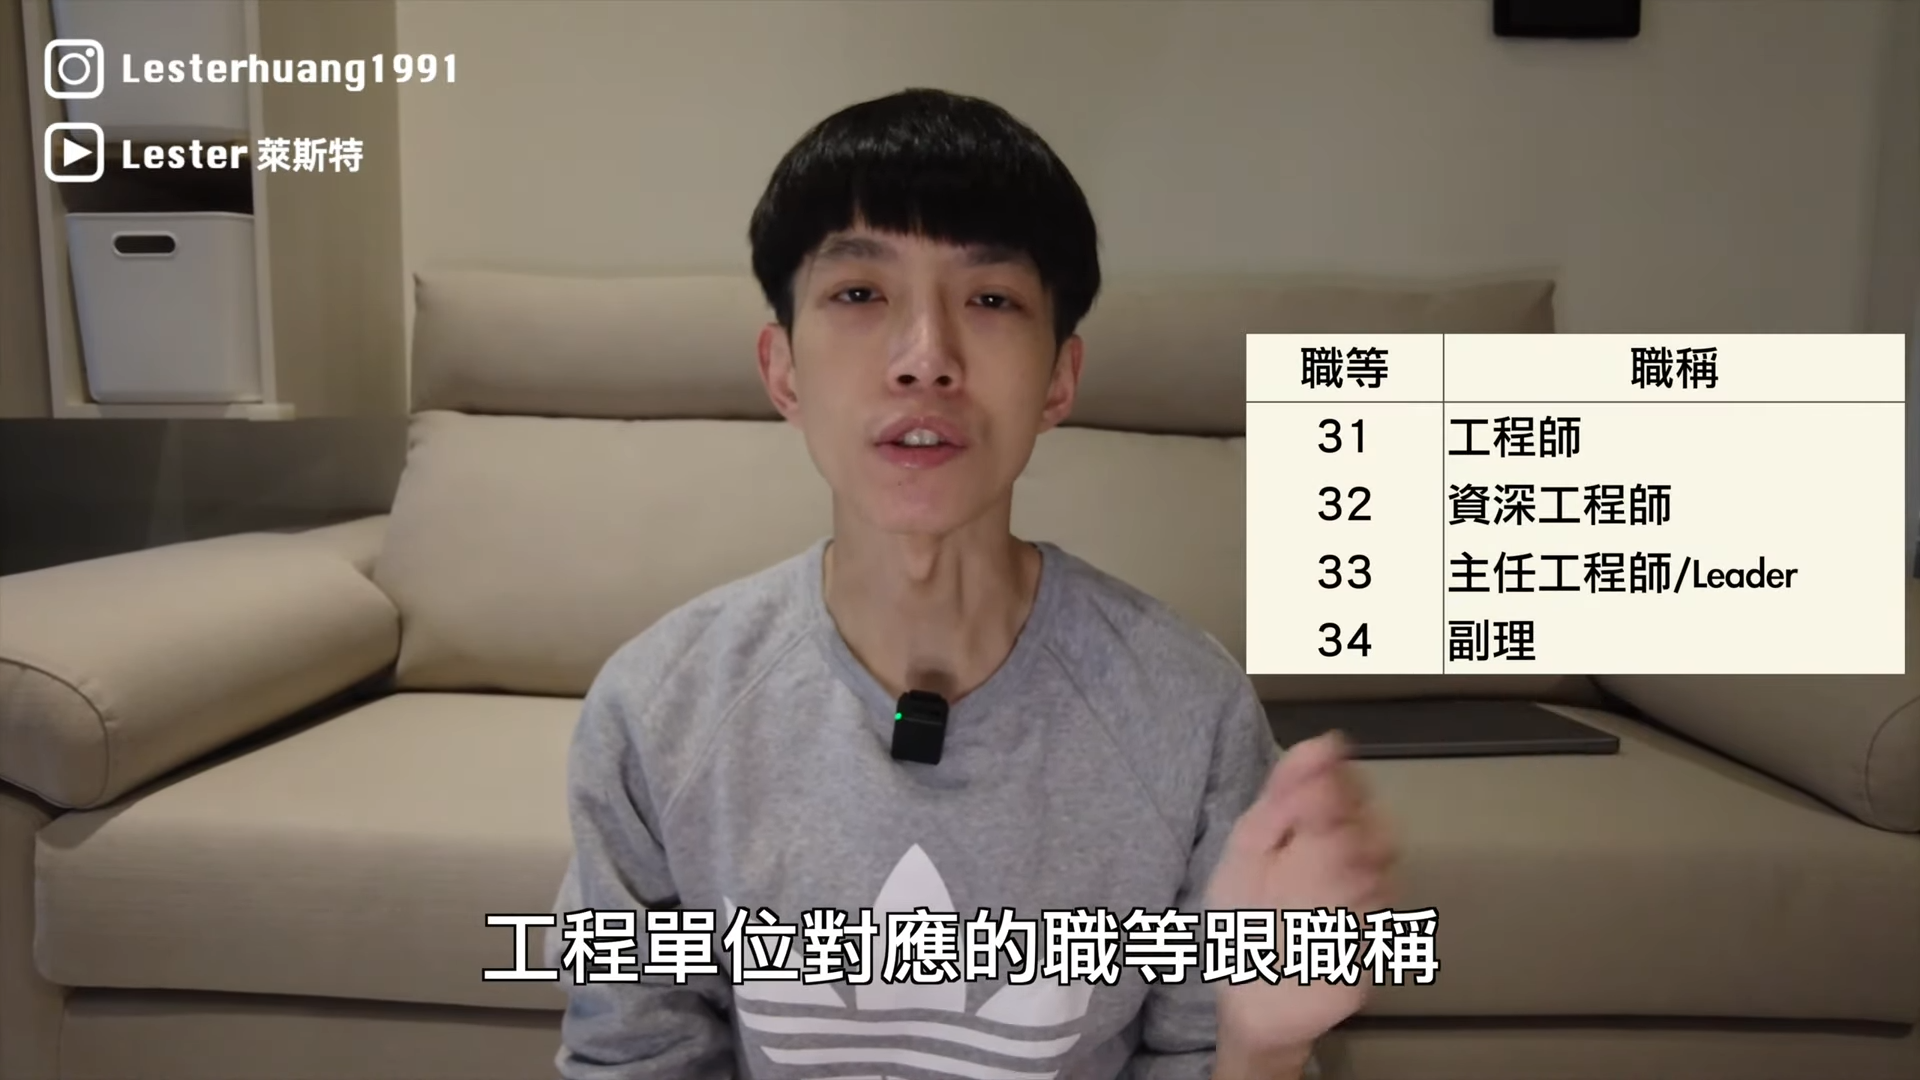 Lesterhuang1991
Lester 萊斯特
職等 職稱
31 工程師
32 資深工程師
33 主任工程師/Leader
34 副理
工程單位對應的職等跟職稱